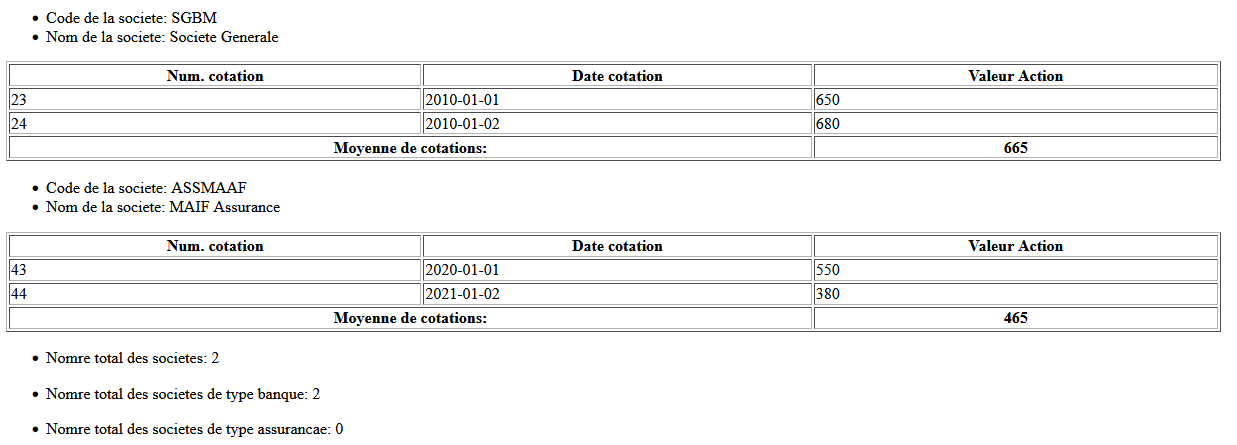 Code de la societe: SGBM
Nom de la societe: Societe Generale
Num. cotation Date cotation Valeur Action
23 2010-01-01 650
24 2010-01-02 680
Moyenne de cotations: 665
Code de la societe: ASSMAAF
Nom de la societe: MAIF Assurance
Num. cotation Date cotation Valeur Action
43 2020-01-01 550
44 2021-01-02 380
Moyenne de cotations: 465
Nomre total des societes: 2
Nomre total des societes de type banque: 2
Nomre total des societes de type assurancae: 0